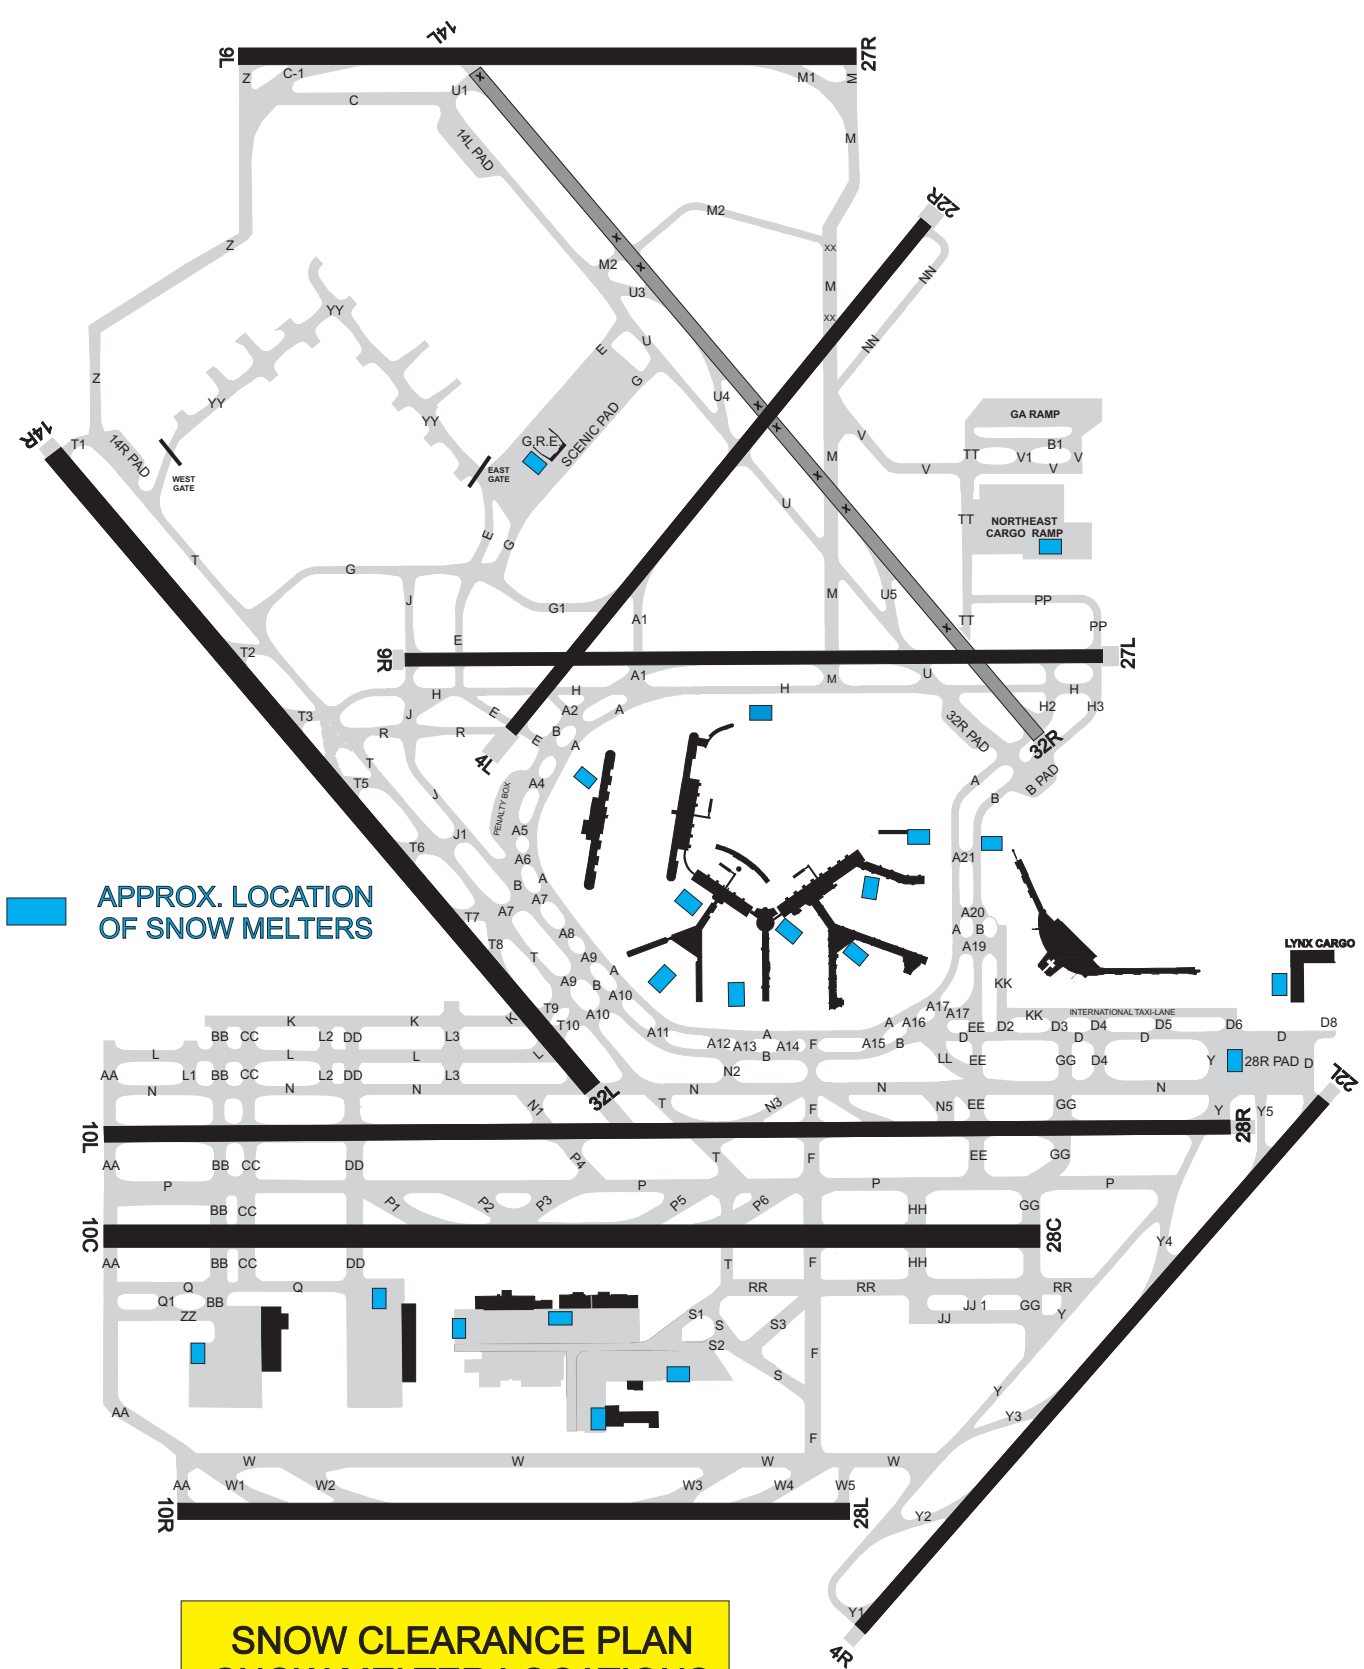 14L
9L
27R
Z
C-1
M1
M
U1
C
14L PAD
M
22R
M2
Z
XX
M2
NN
U3
M
YY
XX
U
NN
E
G
Z
U4
YY
YY
SCENIC PAD
GA RAMP
14R
T1
14R PAD
G.R.E.
V
B1
TT
V1
V
M
V
V
WEST
GATE
EAST
GATE
U
TT
NORTHEAST
CARGO RAMP
E
G
T
G
J
G1
M
U5
PP
A1
TT
PP
E
T2
9R
27L
A1
M
U
H
H
H
H
T3
J
E
A2
A
H2
H3
R
R
E
B
A
32R PAD
32R
4L
T
T5
A4
A
B PAD
J
PENALTY BOX
B
J1
A5
T6
A6
A21
B
A
A7
APPROX. LOCATION
OF SNOW MELTERS
T7
A7
A20
T8
A8
A
B
T
A9
A19
LYNX CARGO
A
A9
B
A10
KK
T9
A10
A17
A17
KK
INTERNATIONAL TAXI-LANE
K
K
K
T10
A11
A
A16
EE
D2
D3
D4
D5
D6
D8
BB
CC
L2
DD
L3
A
A12
A13
A14
F
A15
B
D
D
D
D
L
L
L
L
B
LL
EE
GG
D4
Y
28R PAD
D
AA
L1
BB
CC
L2
DD
L3
N2
N
N
N
N
N
N
22L
32L
N1
T
N3
F
N5
EE
GG
Y
Y5
10L
28R
AA
BB
CC
DD
P4
T
F
EE
GG
P
P
P
P
P1
P2
P3
P5
P6
BB
CC
HH
GG
10C
28C
Y4
AA
BB
CC
DD
T
F
HH
Q
Q
RR
RR
RR
Q1
BB
ZZ
S1
S
S3
JJ 1
GG
Y
JJ
S2
F
S
AA
Y
Y3
F
W
W
W
W
AA
W1
W2
W3
W4
W5
10R
28L
Y2
Y1
4R
SNOW CLEARANCE PLAN
SNOW MELTER LOCATIONS